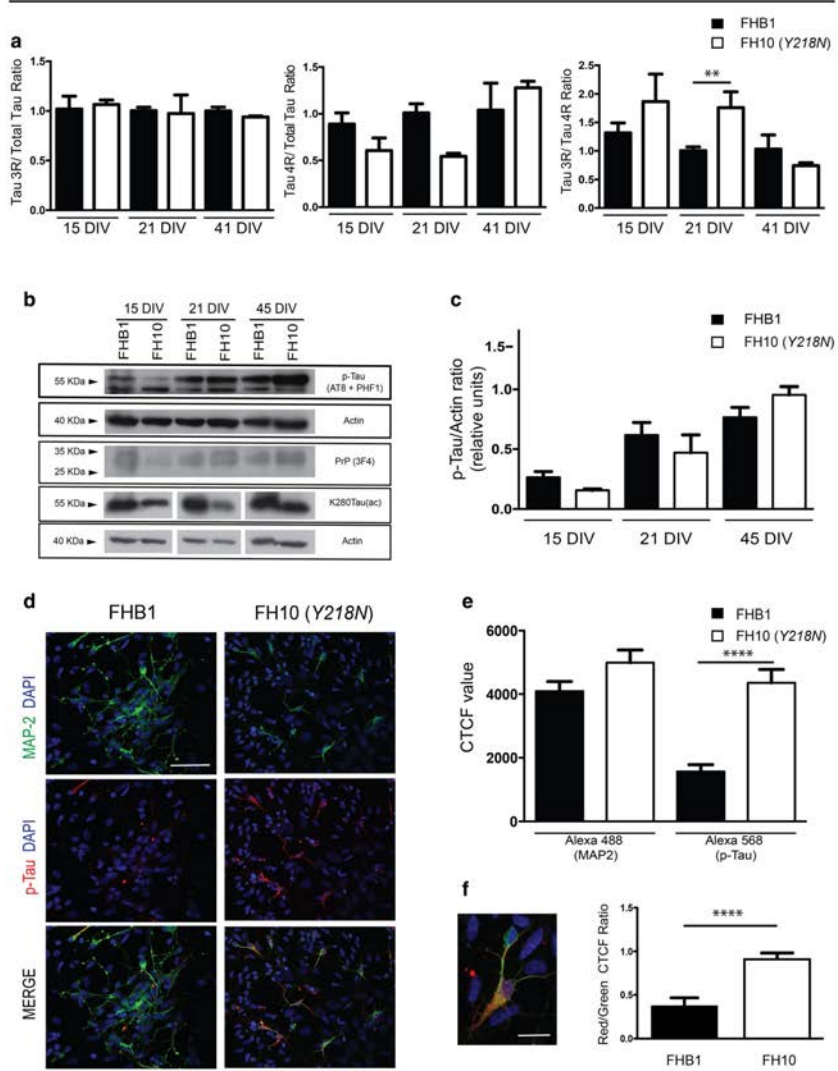 FHB1
FH10 (Y218N)
a
Tau 3R/ Total Tau Ratio
1.5
1.0
0.5
0.0
15 DIV
21 DIV
41 DIV
Tau 4R/ Total Tau Ratio
1.5
1.0
0.5
0.0
15 DIV
21 DIV
41 DIV
Tau 3R/ Tau 4R Ratio
2.5
2.0
1.5
1.0
0.5
0.0
**
15 DIV
21 DIV
41 DIV
b
15 DIV
21 DIV
45 DIV
FHB1
FH10
FHB1
FH10
FHB1
FH10
55 KDa ►
p-Tau
(AT8 + PHF1)
40 KDa ►
Actin
35 KDa ►
25 KDa ►
PrP (3F4)
55 KDa ►
K280Tau(ac)
40 KDa ►
Actin
c
FHB1
FH10 (Y218N)
p-Tau/Actin ratio
(relative units)
1.5
1.0
0.5
0.0
15 DIV
21 DIV
45 DIV
d
FHB1
FH10 (Y218N)
MAP-2 DAPI
p-Tau DAPI
MERGE
e
FHB1
FH10 (Y218N)
CTCF value
6000
4000
2000
0
****
Alexa 488
(MAP2)
Alexa 568
(p-Tau)
f
Red/Green CTCF Ratio
1.5
1.0
0.5
0.0
****
FHB1
FH10